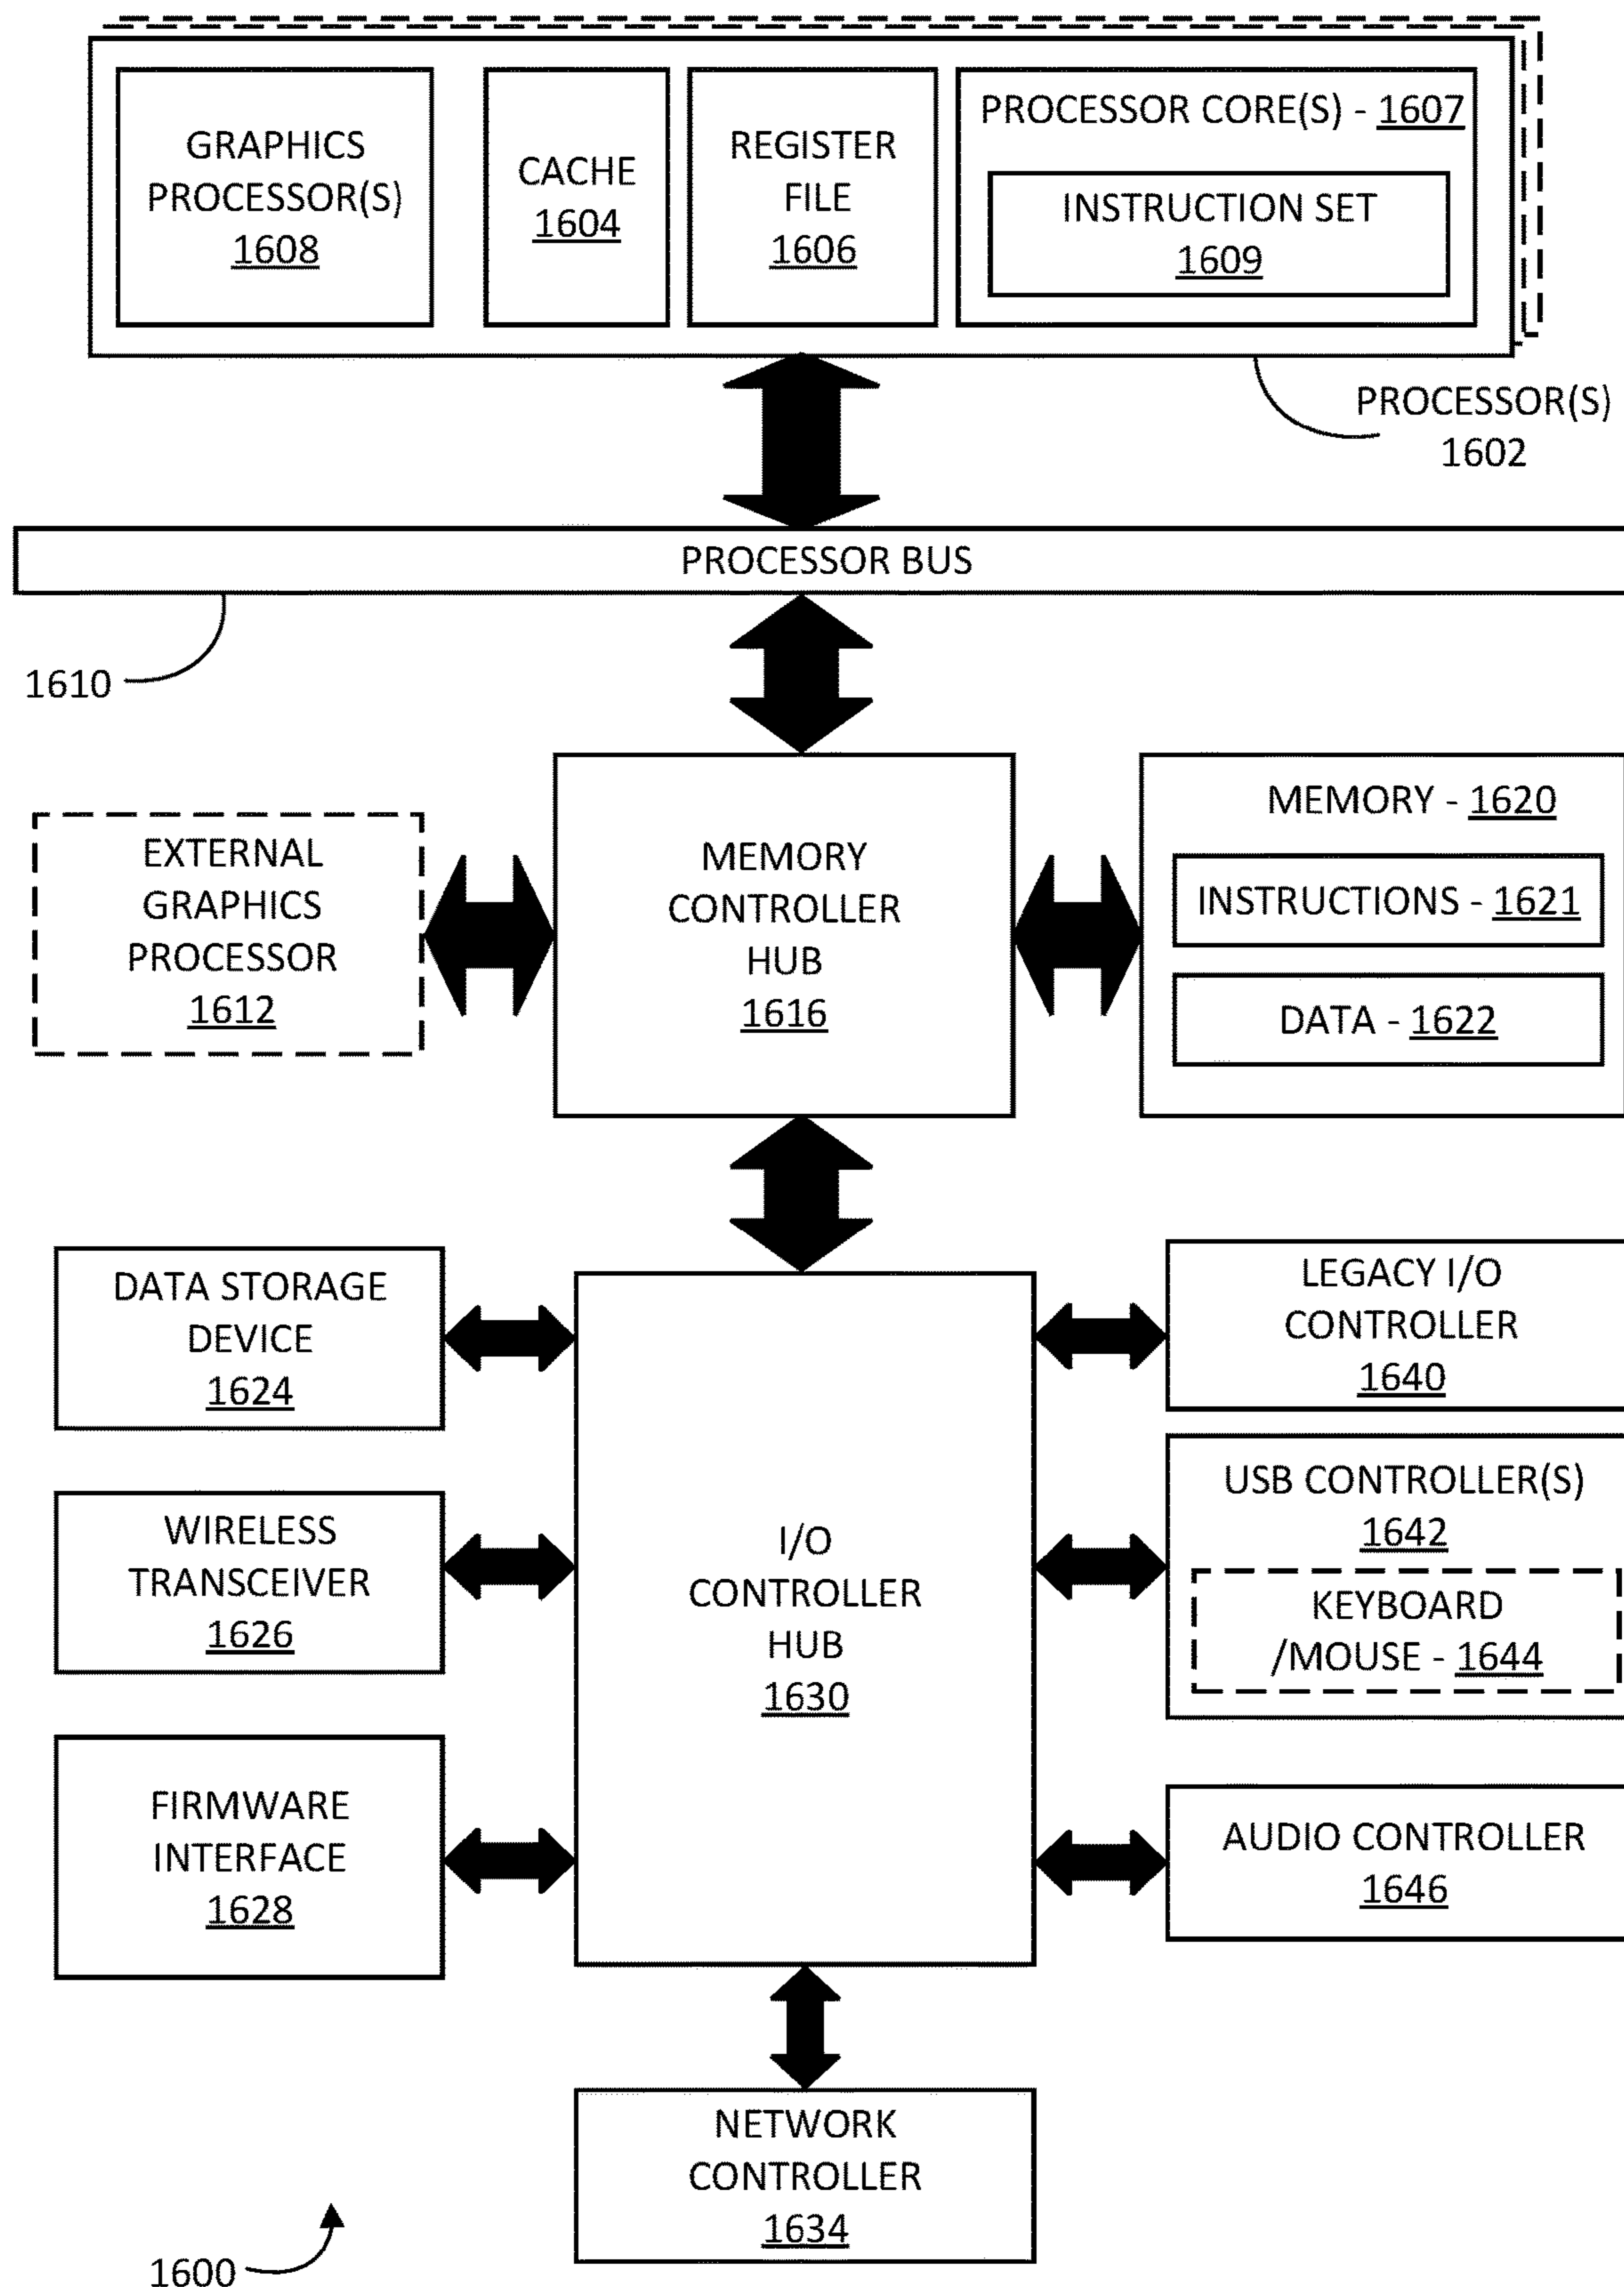 GRAPHICS
PROCESSOR(S)
1608
CACHE
1604
REGISTER
FILE
1606
PROCESSOR CORE(S) - 1607
INSTRUCTION SET
1609
PROCESSOR(S)
1602
PROCESSOR BUS
1610
EXTERNAL
GRAPHICS
PROCESSOR
1612
MEMORY
CONTROLLER
HUB
1616
MEMORY - 1620
INSTRUCTIONS - 1621
DATA - 1622
DATA STORAGE
DEVICE
1624
WIRELESS
TRANSCEIVER
1626
FIRMWARE
INTERFACE
1628
I/O
CONTROLLER
HUB
1630
LEGACY I/O
CONTROLLER
1640
USB CONTROLLER(S)
1642
KEYBOARD
/MOUSE - 1644
AUDIO CONTROLLER
1646
NETWORK
CONTROLLER
1634
1600